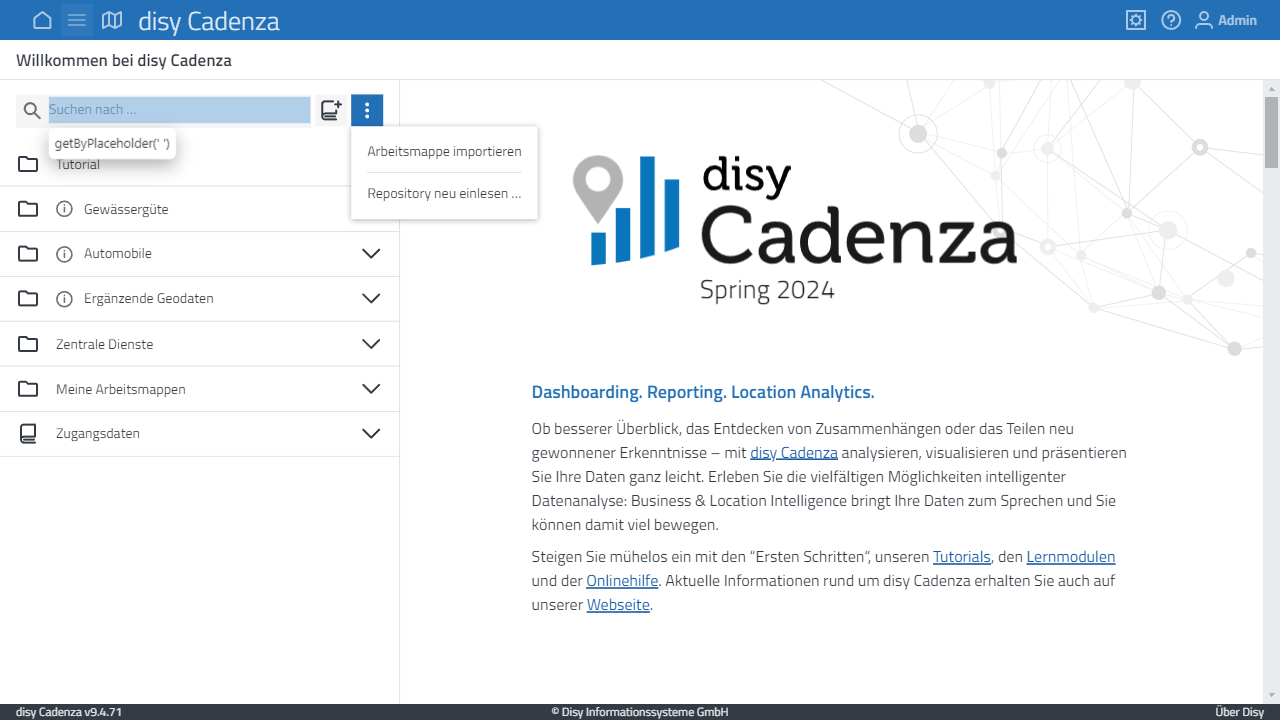 disy Cadenza
Admin
Willkommen bei disy Cadenza
Suchen nach ...
getByPlaceholder(' ')
Arbeitsmappe importieren
Repository neu einlesen ...
Tutorial
Gewässergüte
Automobile
Ergänzende Geodaten
Zentrale Dienste
Meine Arbeitsmappen
Zugangsdaten
disy
Cadenza
Spring 2024
Dashboarding. Reporting. Location Analytics.
Ob besserer Überblick, das Entdecken von Zusammenhängen oder das Teilen neu
gewonnener Erkenntnisse – mit disy Cadenza analysieren, visualisieren und präsentieren
Sie Ihre Daten ganz leicht. Erleben Sie die vielfältigen Möglichkeiten intelligenter
Datenanalyse: Business & Location Intelligence bringt Ihre Daten zum Sprechen und Sie
können damit viel bewegen.
Steigen Sie mühelos ein mit den “Ersten Schritten“, unseren Tutorials, den Lernmodulen
und der Onlinehilfe. Aktuelle Informationen rund um disy Cadenza erhalten Sie auch auf
unserer Webseite.
disy Cadenza v9.4.71
© Disy Informationssysteme GmbH
Über Disy